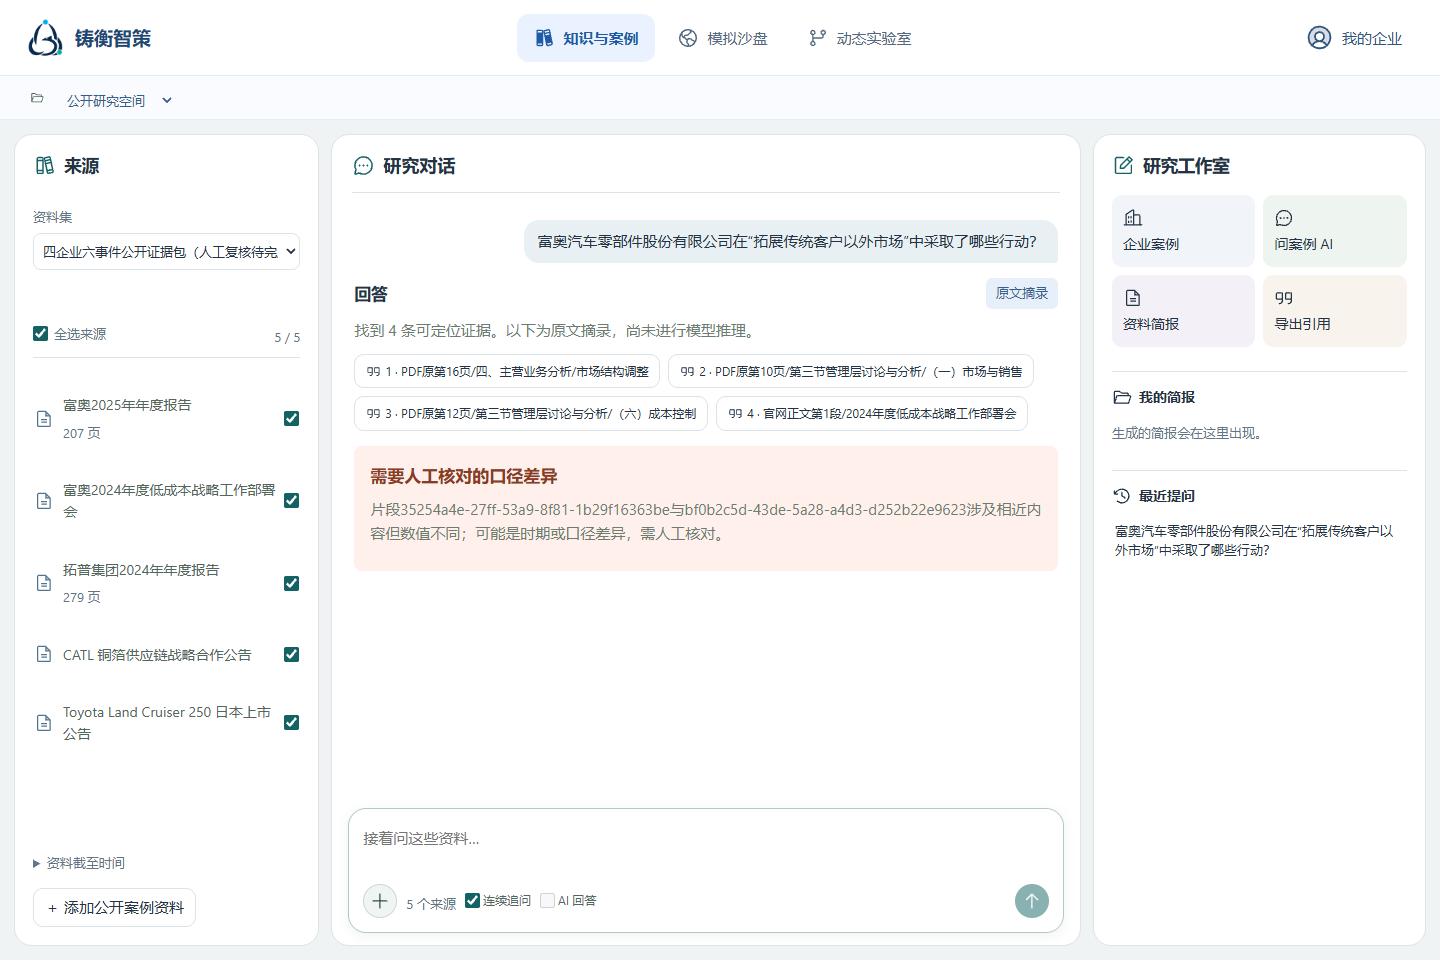 铸衡智策
知识与案例
模拟沙盘
动态实验室
我的企业
公开研究空间
来源
资料集
四企业六事件公开证据包（人工复核待完
全选来源
5 / 5
富奥2025年年度报告
207 页
富奥2024年度低成本战略工作部署
会
拓普集团2024年年度报告
279 页
CATL 铜箔供应链战略合作公告
Toyota Land Cruiser 250 日本上市
公告
资料截至时间
+ 添加公开案例资料
研究对话
富奥汽车零部件股份有限公司在“拓展传统客户以外市场”中采取了哪些行动？
回答
原文摘录
找到 4 条可定位证据。以下为原文摘录，尚未进行模型推理。
1 · PDF原第16页/四、主营业务分析/市场结构调整
2 · PDF原第10页/第三节管理层讨论与分析/（一）市场与销售
3 · PDF原第12页/第三节管理层讨论与分析/（六）成本控制
4 · 官网正文第1段/2024年度低成本战略工作部署会
需要人工核对的口径差异
片段35254a4e-27ff-53a9-8f81-1b29f16363be与bf0b2c5d-43de-5a28-a4d3-d252b22e9623涉及相近内
容但数值不同；可能是时期或口径差异，需人工核对。
接着问这些资料...
5 个来源
连续追问
AI 回答
研究工作室
企业案例
问案例 AI
资料简报
导出引用
我的简报
生成的简报会在这里出现。
最近提问
富奥汽车零部件股份有限公司在“拓展传统客户以
外市场”中采取了哪些行动？